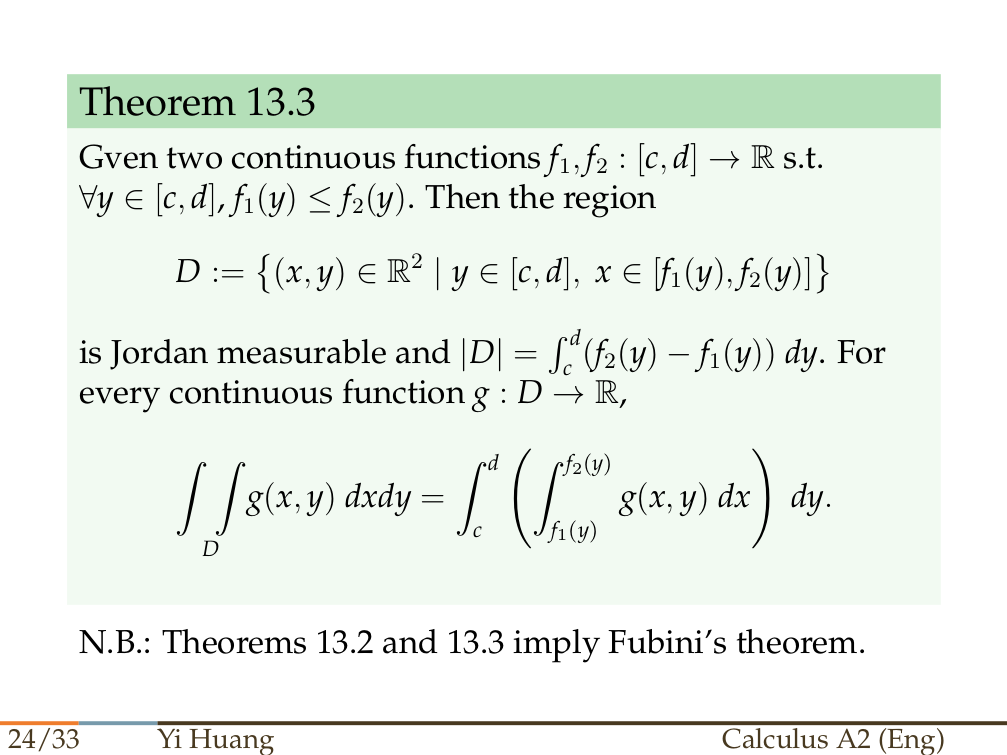 Theorem 13.3
Gven two continuous functions f₁, f₂ : [c, d] → ℝ s.t.
∀y ∈ [c, d], f₁(y) ≤ f₂(y). Then the region
D := {(x, y) ∈ ℝ² | y ∈ [c, d], x ∈ [f₁(y), f₂(y)]}
is Jordan measurable and |D| = ∫_c^d (f₂(y) − f₁(y)) dy. For
every continuous function g : D → ℝ,
∫∫_D g(x, y) dxdy = ∫_c^d (∫_{f₁(y)}^{f₂(y)} g(x, y) dx) dy.
N.B.: Theorems 13.2 and 13.3 imply Fubini’s theorem.
24/33 Yi Huang Calculus A2 (Eng)